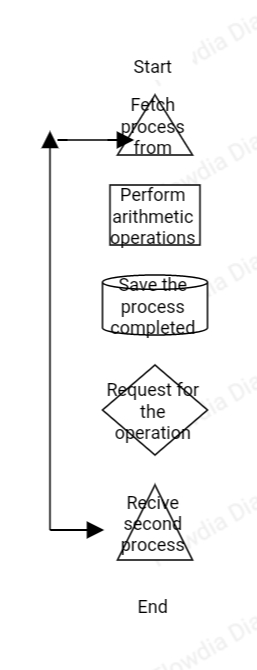 Start
Fetch
process
from
Perform
arithmetic
operations
Save the
process
completed
Request for
the
operation
Recive
second
process
End